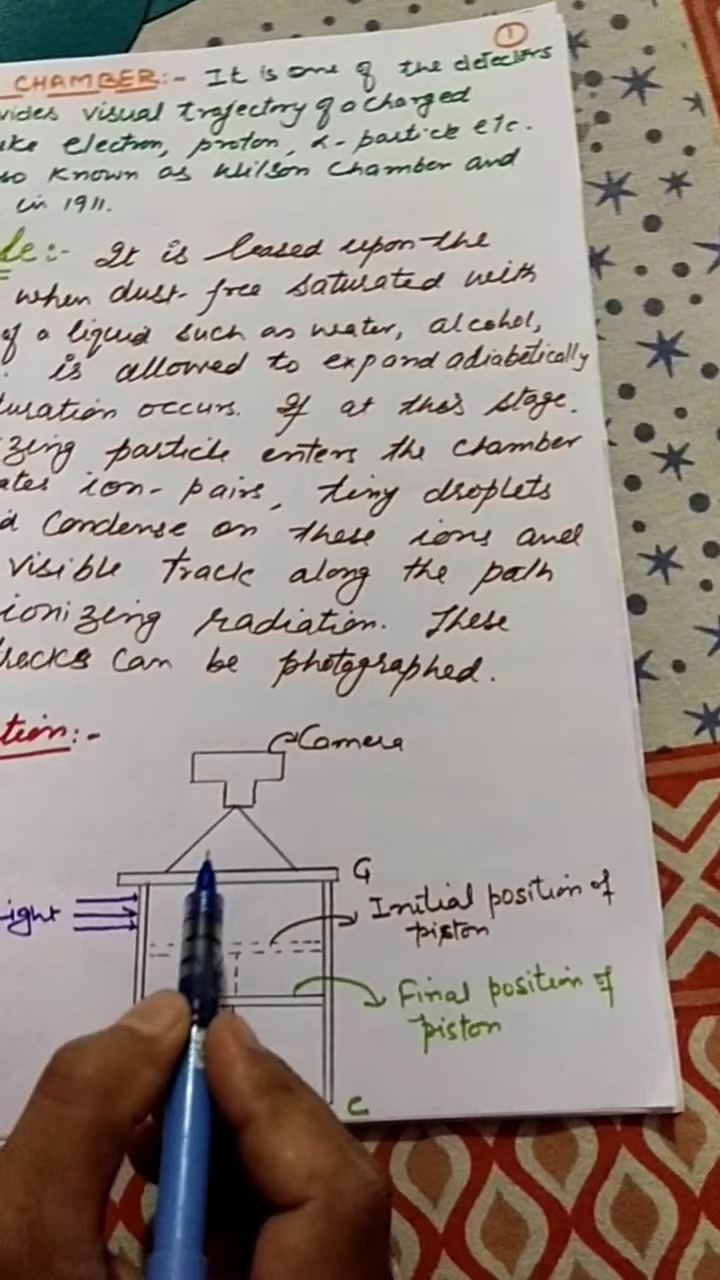 1
CHAMBER:- It is one of the detectors
vides visual trajectory of a charged
ike electron, proton, α-particle etc.
so known as Wilson Chamber and
in 1911.
le:- It is based upon the
when dust-free saturated with
of a liquid such as water, alcohol,
is allowed to expand adiabetically
uration occurs. If at this stage.
zing particle enters the chamber
ates ion-pairs, tiny droplets
d condense on these ions and
visible track along the path
ionizing radiation. These
recks can be photographed.
tion:-
Camera
G
ight
Initial position of
piston
Final position of
piston
C